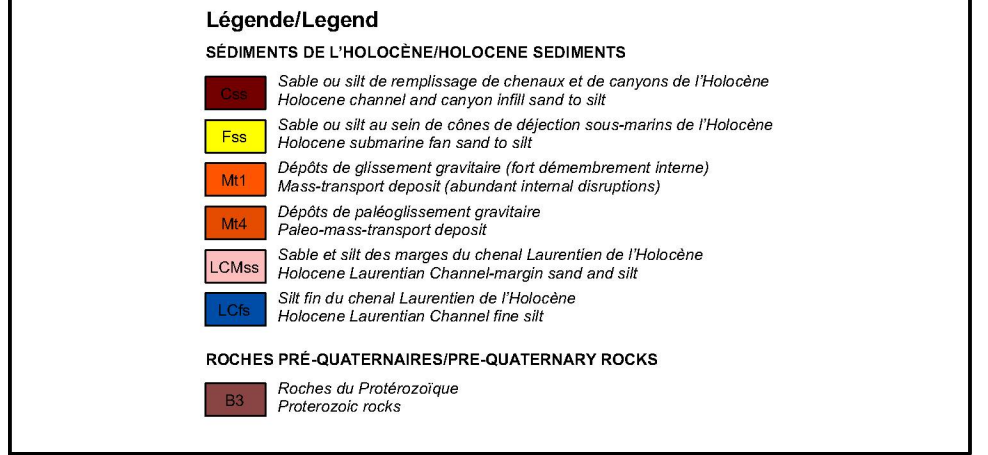 Légende/Legend
SÉDIMENTS DE L'HOLOCÈNE/HOLOCENE SEDIMENTS
Css
Sable ou silt de remplissage de chenaux et de canyons de l'Holocène
Holocene channel and canyon infill sand to silt
Fss
Sable ou silt au sein de cônes de déjection sous-marins de l'Holocène
Holocene submarine fan sand to silt
Mt1
Dépôts de glissement gravitaire (fort démembrement interne)
Mass-transport deposit (abundant internal disruptions)
Mt4
Dépôts de paléoglissement gravitaire
Paleo-mass-transport deposit
LCMss
Sable et silt des marges du chenal Laurentien de l'Holocène
Holocene Laurentian Channel-margin sand and silt
LCfs
Silt fin du chenal Laurentien de l'Holocène
Holocene Laurentian Channel fine silt
ROCHES PRÉ-QUATERNAIRES/PRE-QUATERNARY ROCKS
B3
Roches du Protérozoïque
Proterozoic rocks